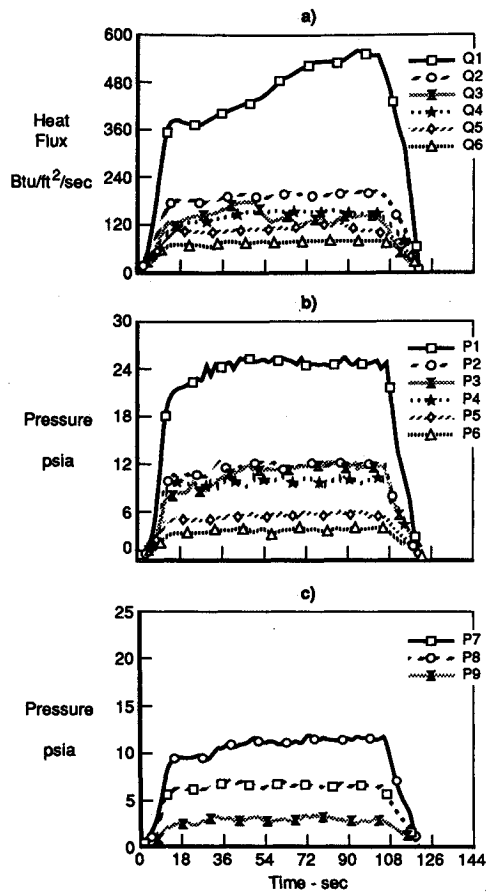 a)
600
480
360
240
120
0
Heat
Flux
Btu/ft²/sec
Q1
Q2
Q3
Q4
Q5
Q6
b)
30
24
18
12
6
0
Pressure
psia
P1
P2
P3
P4
P5
P6
c)
25
20
15
10
5
0
Pressure
psia
P7
P8
P9
0 18 36 54 72 90 108 126 144
Time - sec